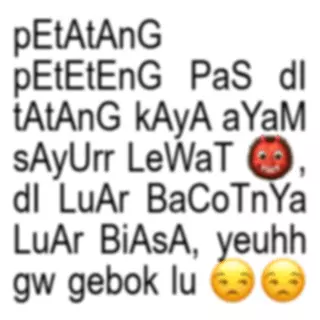 pEtAtAnG
pEtEtEnG PaS dI
tAtAnG kAyA aYaM
sAyUrr LeWaT 👹,
dI LuAr BaCoTnYa
LuAr BiAsA, yeuhh
gw gebok lu 😒😒